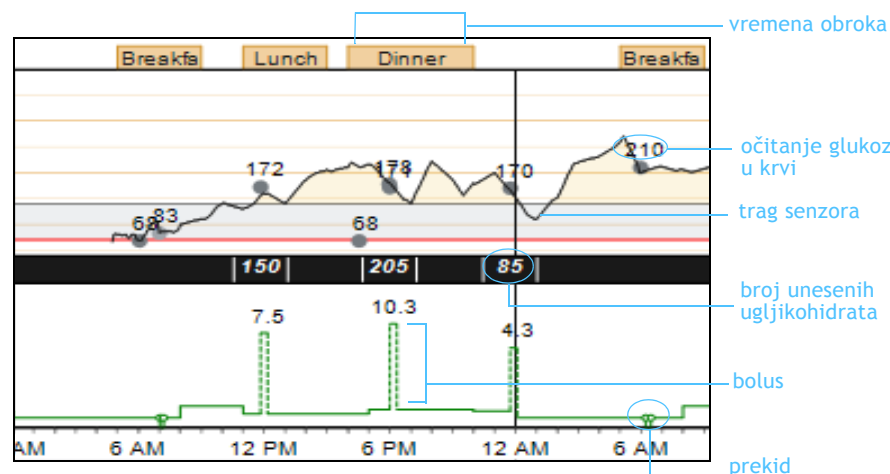 vremena obroka
Breakfa Lunch Dinner Breakfa
očitanje glukoz
u krvi
172 170 210
trag senzora
68 83 68
150 205 85
broj unesenih
ugljikohidrata
7.5 10.3 4.3
bolus
AM 6 AM 12 PM 6 PM 12 AM 6 AM
prekid